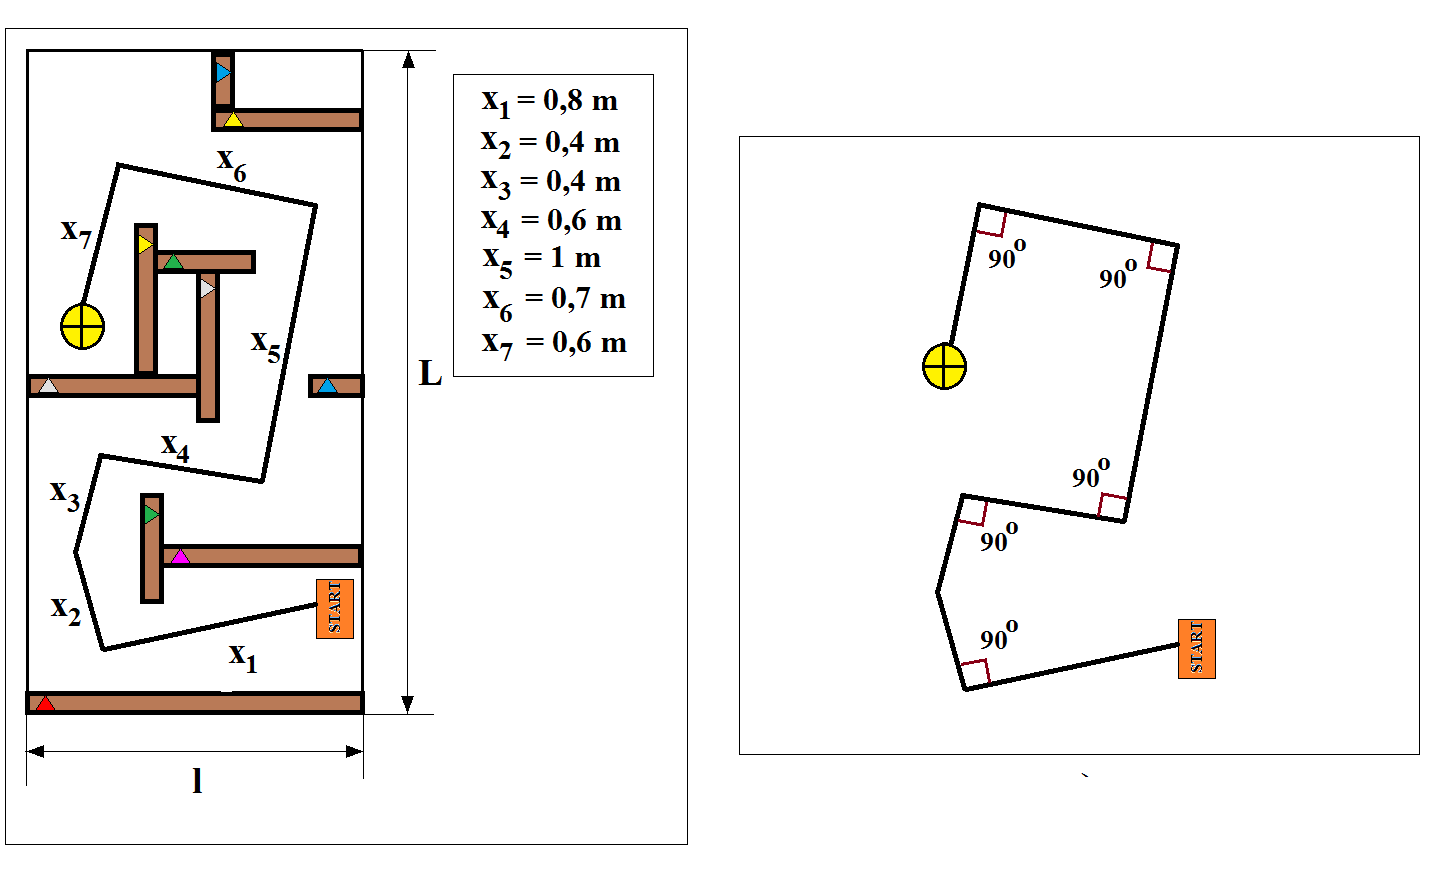 x₁ = 0,8 m
x₂ = 0,4 m
x₃ = 0,4 m
x₄ = 0,6 m
x₅ = 1 m
x₆ = 0,7 m
x₇ = 0,6 m
x₆
x₇
x₅
L
x₄
x₃
x₂
START
x₁
l
90º
90º
90º
90º
90º
START
`